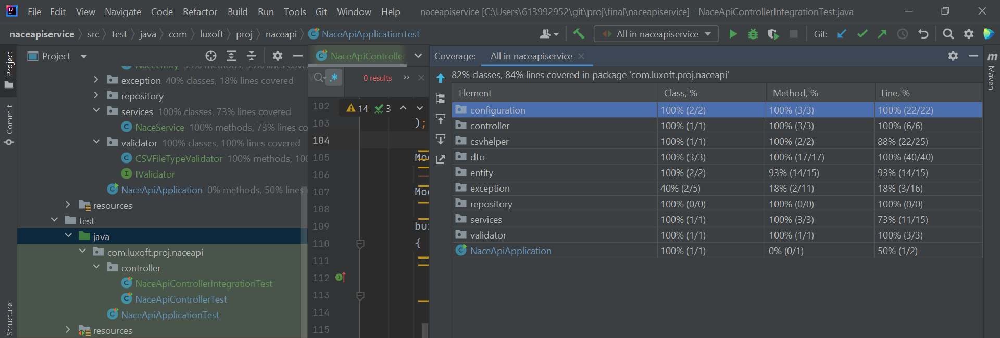 File Edit View Navigate Code Refactor Build Run Tools Git Window Help naceapiservice [C:\Users\613992952\git\proj\final\naceapiservice] - NaceApiControllerIntegrationTest.java
naceapiservice src test java com luxoft proj naceapi NaceApiApplicationTest All in naceapiservice Git:
Project
Commit
Structure
Project
NaceEntity 93% methods, 93% lines cove
exception 40% classes, 18% lines covered
repository
services 100% classes, 73% lines covered
NaceService 100% methods, 73% lines co
validator 100% classes, 100% lines covered
CSVFileTypeValidator 100% methods, 100
IValidator
NaceApiApplication 0% methods, 50% lines
resources
test
java
com.luxoft.proj.naceapi
controller
NaceApiControllerIntegrationTest
NaceApiControllerTest
NaceApiApplicationTest
resources
NaceApiController
.* 0 results
14 3
102
103 );
104
105 Moc
106
107 Moc
108
109 bui
110 {
111
112
113
114
115
Coverage: All in naceapiservice
82% classes, 84% lines covered in package 'com.luxoft.proj.naceapi'
Element Class, % Method, % Line, %
configuration 100% (2/2) 100% (3/3) 100% (22/22)
controller 100% (1/1) 100% (3/3) 100% (6/6)
csvhelper 100% (1/1) 100% (2/2) 88% (22/25)
dto 100% (3/3) 100% (17/17) 100% (40/40)
entity 100% (2/2) 93% (14/15) 93% (14/15)
exception 40% (2/5) 18% (2/11) 18% (3/16)
repository 100% (0/0) 100% (0/0) 100% (0/0)
services 100% (1/1) 100% (3/3) 73% (11/15)
validator 100% (1/1) 100% (1/1) 100% (3/3)
NaceApiApplication 100% (1/1) 0% (0/1) 50% (1/2)
m
Maven